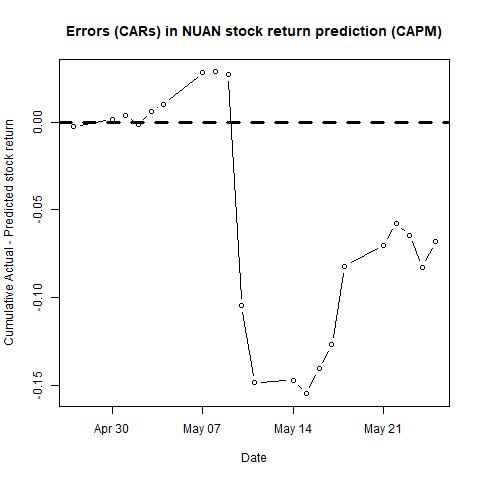 Errors (CARs) in NUAN stock return prediction (CAPM)
Cumulative Actual - Predicted stock return
0.00
-0.05
-0.10
-0.15
Apr 30
May 07
May 14
May 21
Date